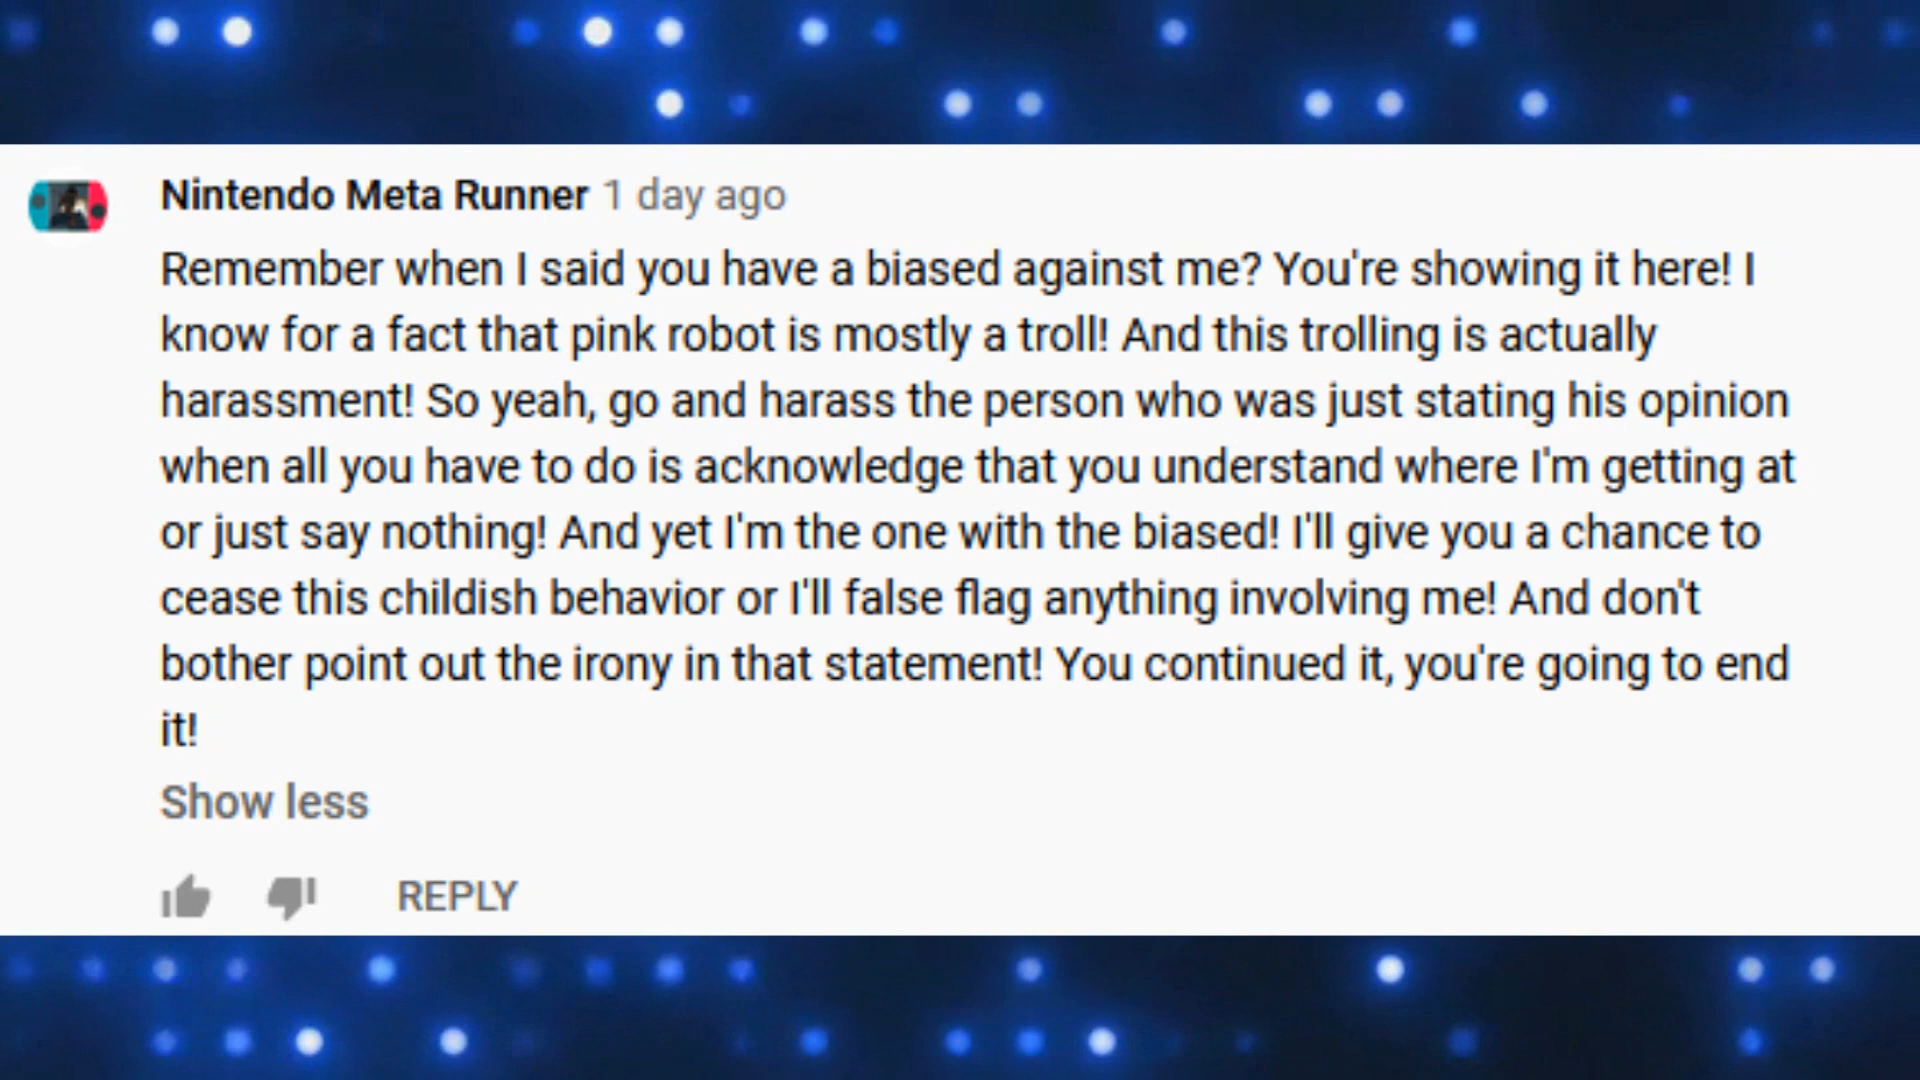 Nintendo Meta Runner 1 day ago
Remember when I said you have a biased against me? You're showing it here! I
know for a fact that pink robot is mostly a troll! And this trolling is actually
harassment! So yeah, go and harass the person who was just stating his opinion
when all you have to do is acknowledge that you understand where I'm getting at
or just say nothing! And yet I'm the one with the biased! I'll give you a chance to
cease this childish behavior or I'll false flag anything involving me! And don't
bother point out the irony in that statement! You continued it, you're going to end
it!
Show less
REPLY